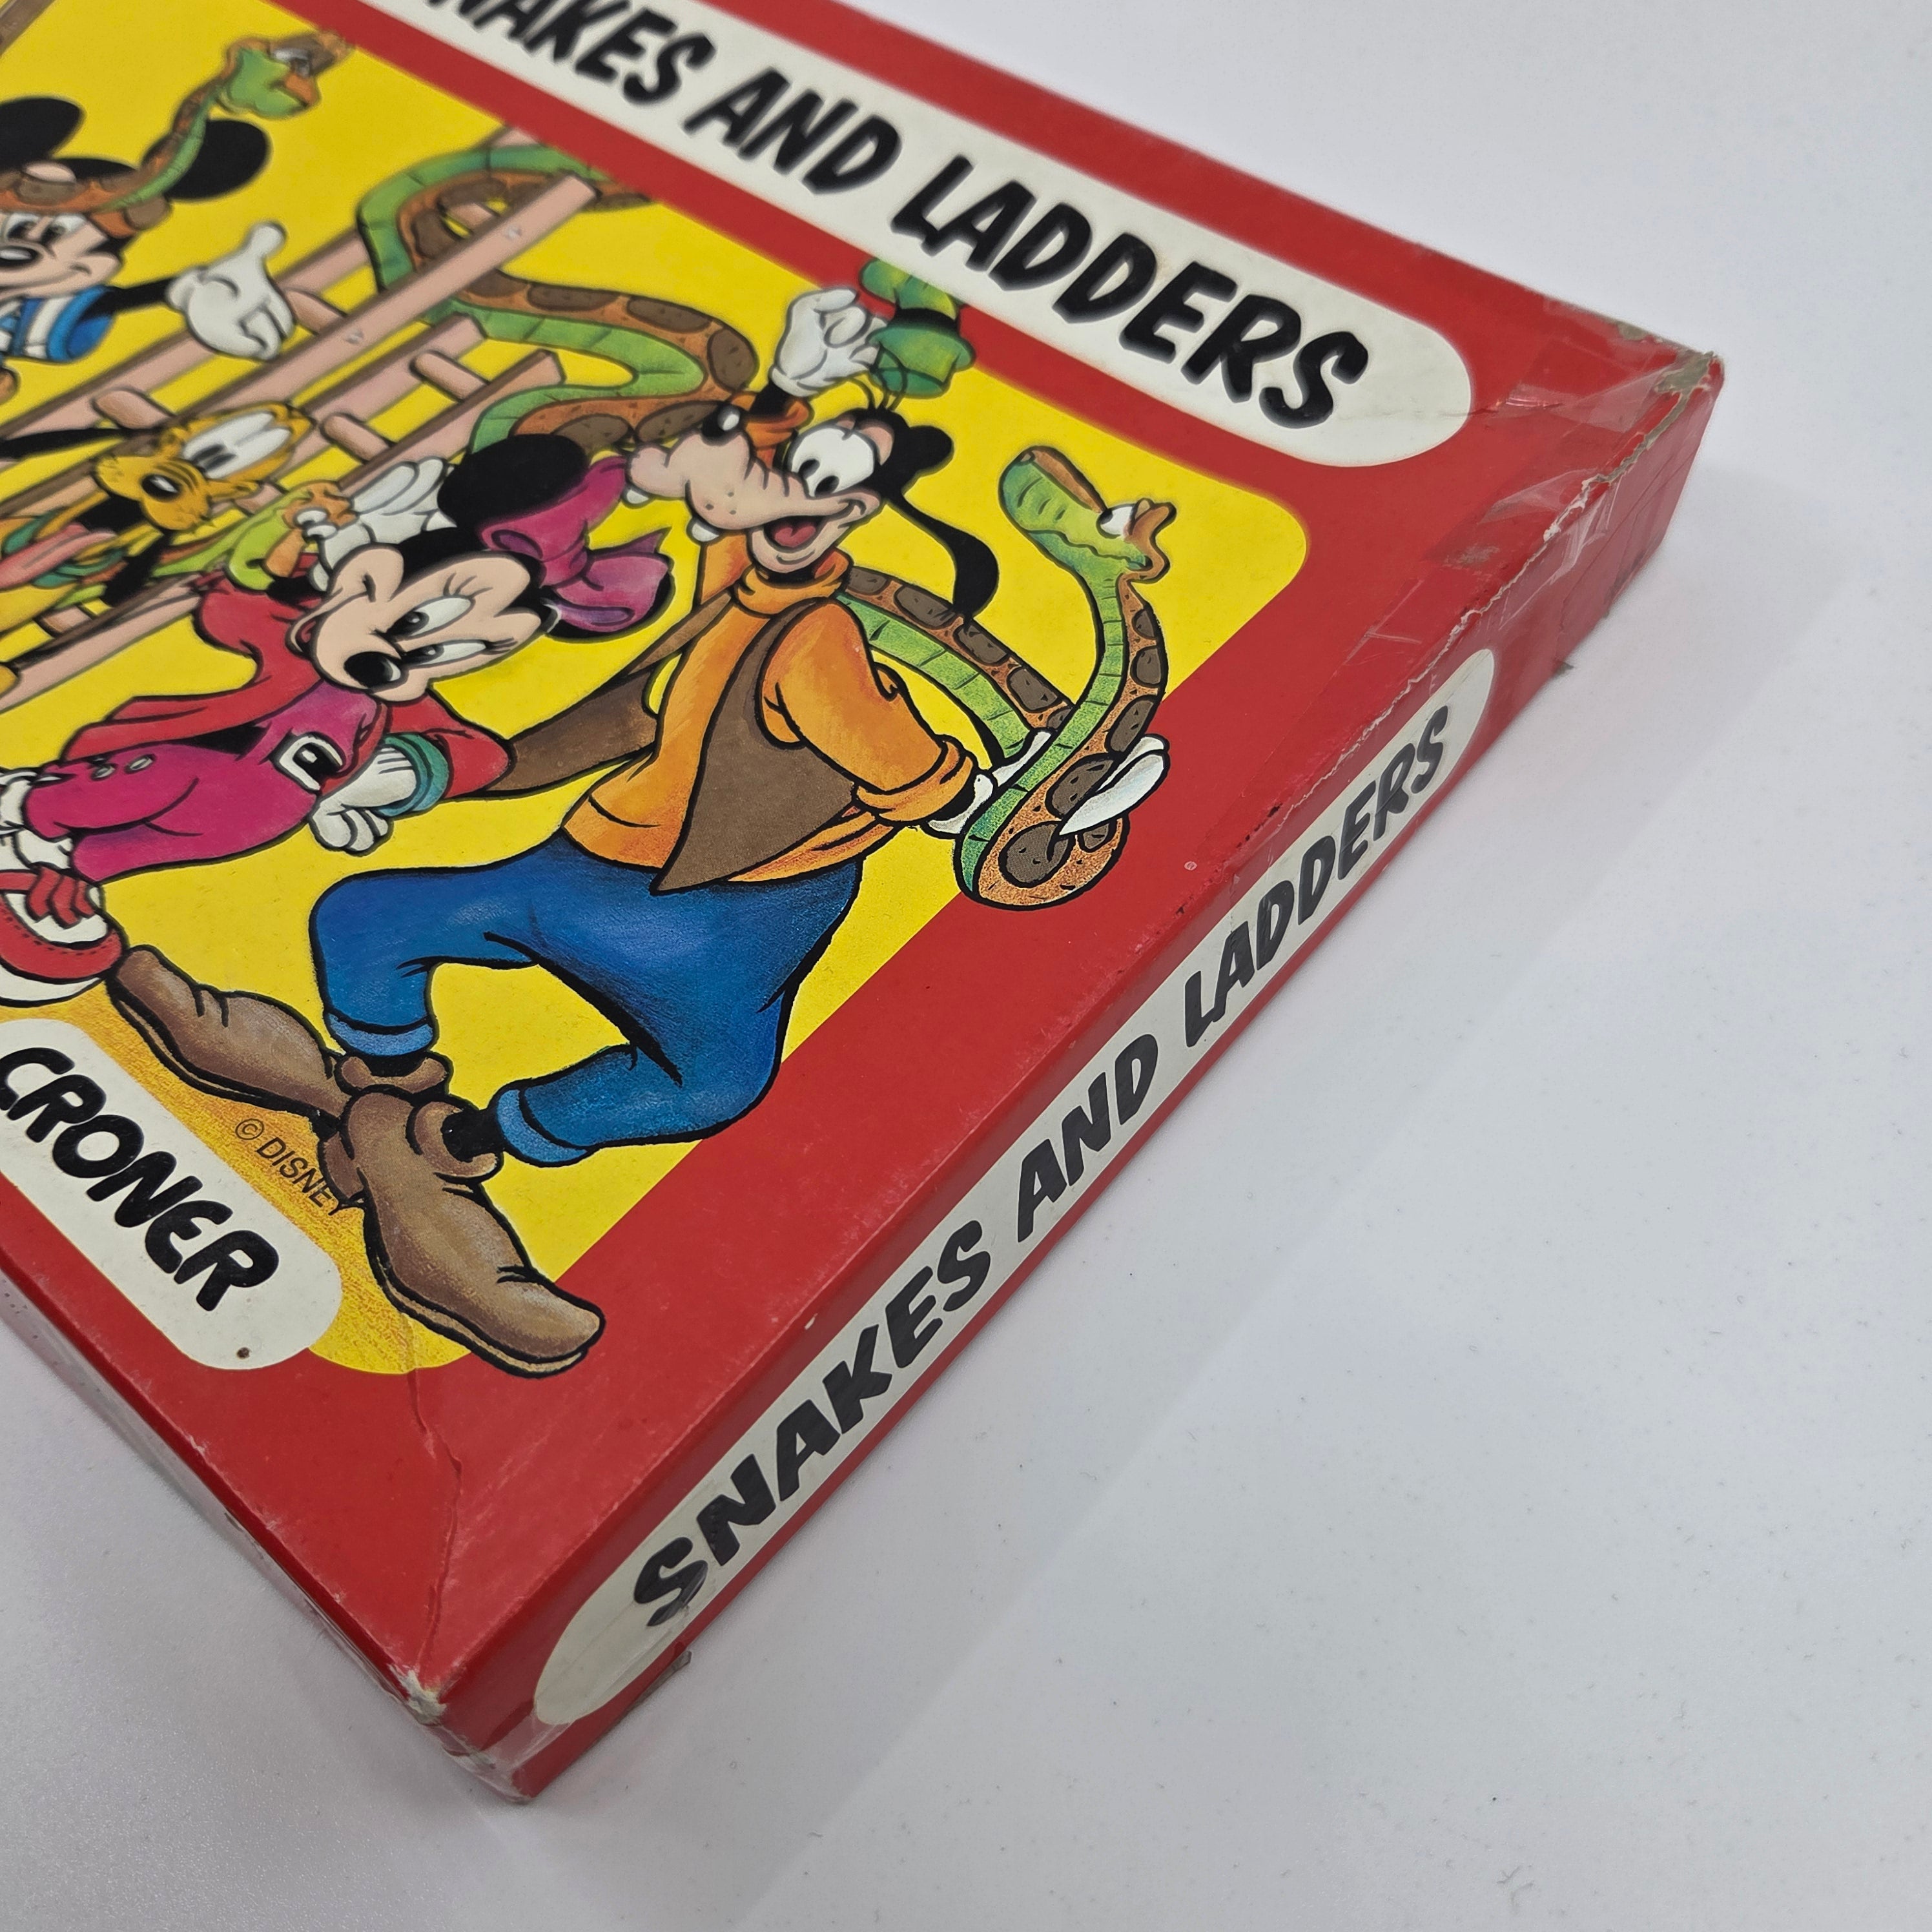 NAKES AND LADDERS
CRONER
© DISNEY
SNAKES AND LADDERS